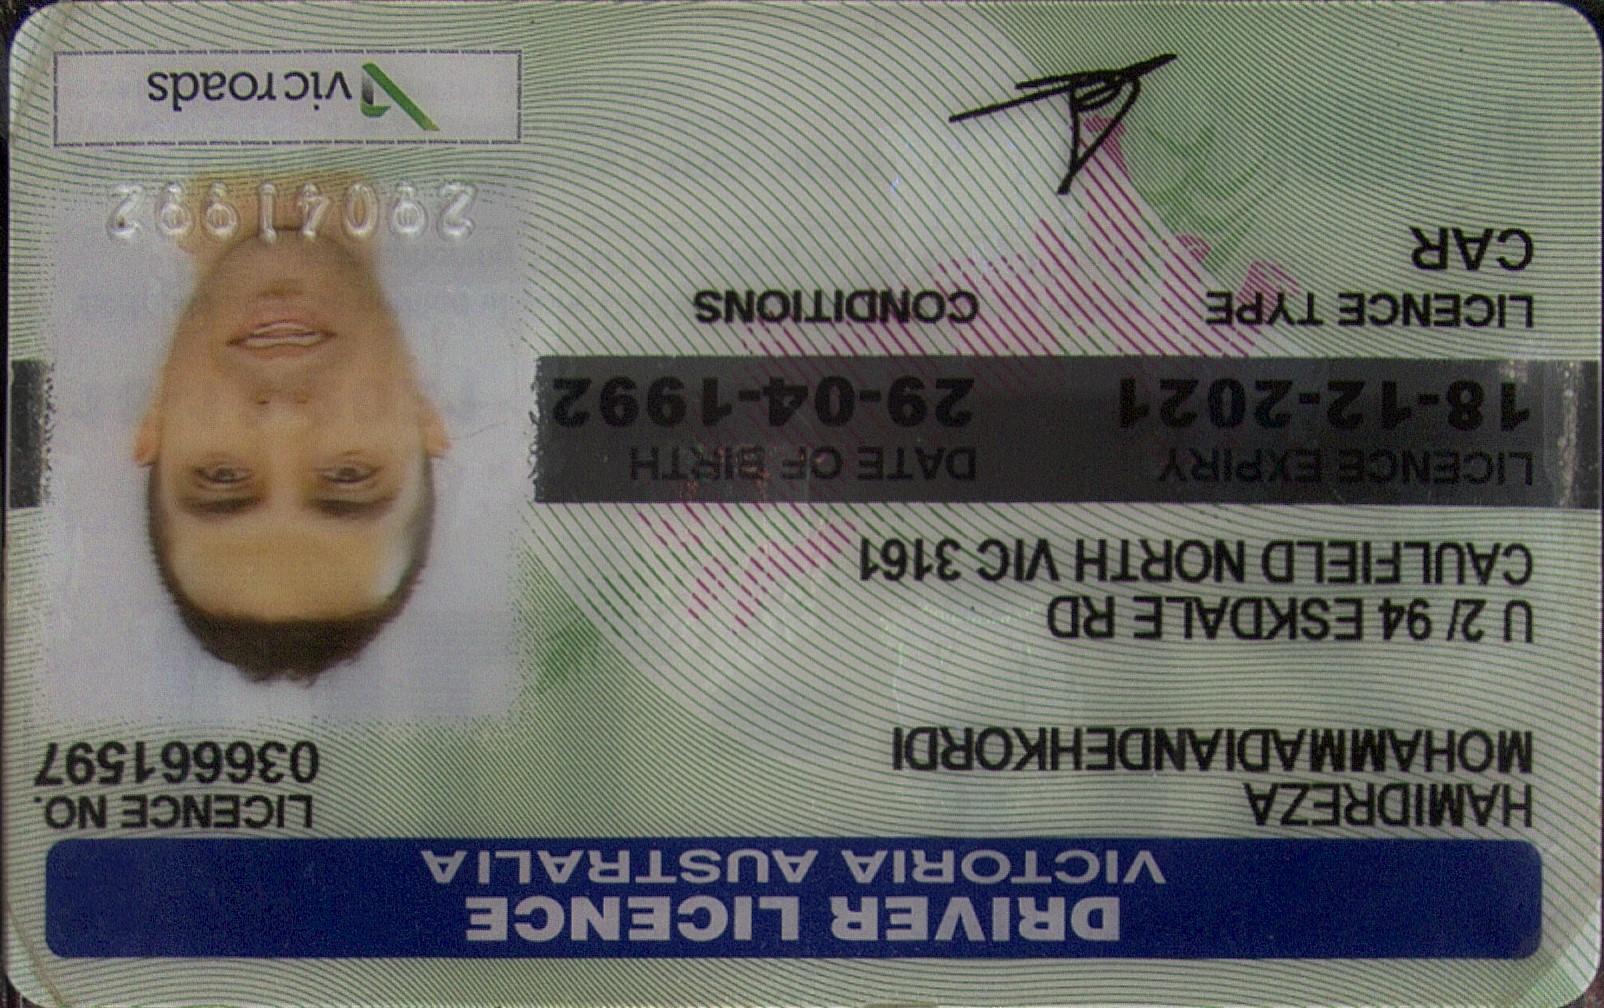 DRIVER LICENCE
VICTORIA AUSTRALIA
HAMIDREZA
MOHAMMADIANDEHKORDI
LICENCE NO.
036661597
U 2/ 94 ESKDALE RD
CAULFIELD NORTH VIC 3161
LICENCE EXPIRY DATE OF BIRTH
18-12-2021 29-04-1992
LICENCE TYPE CONDITIONS
CAR
29041992
vicroads